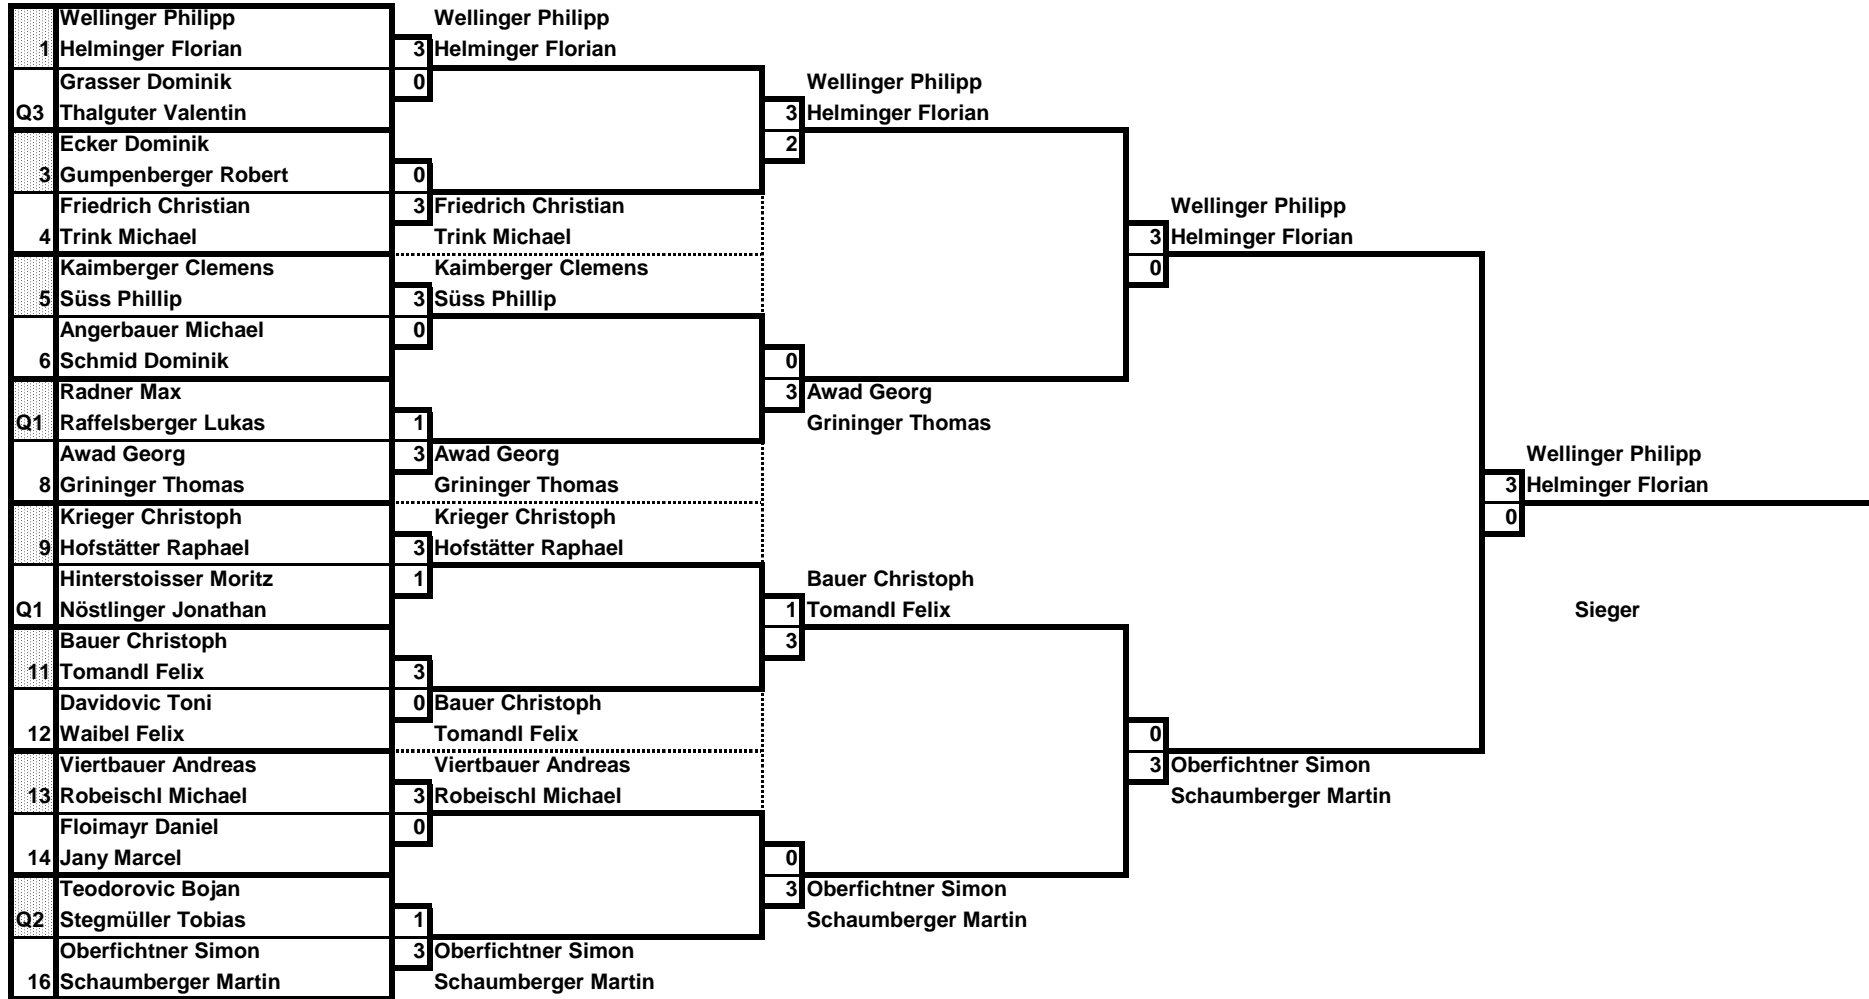 Wellinger Philipp Wellinger Philipp
1 Helminger Florian 3 Helminger Florian
Grasser Dominik 0 Wellinger Philipp
Q3 Thalguter Valentin 3 Helminger Florian
Ecker Dominik 2
3 Gumpenberger Robert 0
Friedrich Christian 3 Friedrich Christian Wellinger Philipp
4 Trink Michael Trink Michael 3 Helminger Florian
Kaimberger Clemens Kaimberger Clemens 0
5 Süss Phillip 3 Süss Phillip
Angerbauer Michael 0
6 Schmid Dominik 0
Radner Max 3 Awad Georg
Q1 Raffelsberger Lukas 1 Grininger Thomas
Awad Georg 3 Awad Georg Wellinger Philipp
8 Grininger Thomas Grininger Thomas 3 Helminger Florian
Krieger Christoph Krieger Christoph 0
9 Hofstätter Raphael 3 Hofstätter Raphael
Hinterstoisser Moritz 1 Bauer Christoph
Q1 Nöstlinger Jonathan 1 Tomandl Felix Sieger
Bauer Christoph 3
11 Tomandl Felix 3
Davidovic Toni 0 Bauer Christoph
12 Waibel Felix Tomandl Felix 0
Viertbauer Andreas Viertbauer Andreas 3 Oberfichtner Simon
13 Robeischl Michael 3 Robeischl Michael Schaumberger Martin
Floimayr Daniel 0
14 Jany Marcel 0
Teodorovic Bojan 3 Oberfichtner Simon
Q2 Stegmüller Tobias 1 Schaumberger Martin
Oberfichtner Simon 3 Oberfichtner Simon
16 Schaumberger Martin Schaumberger Martin